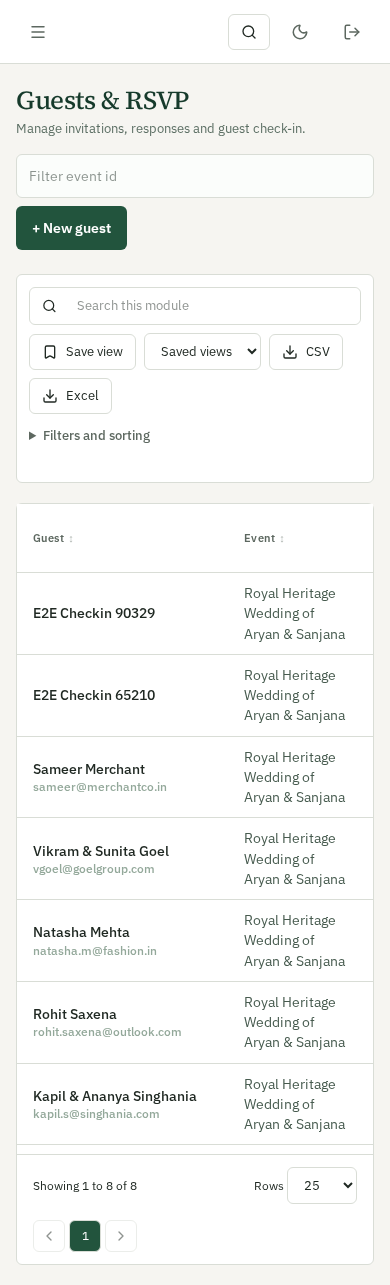 Guests & RSVP
Manage invitations, responses and guest check-in.
Filter event id
+ New guest
Search this module
Save view
Saved views
CSV
Excel
Filters and sorting
Guest ↕ Event ↕
E2E Checkin 90329
Royal Heritage
Wedding of
Aryan & Sanjana
E2E Checkin 65210
Royal Heritage
Wedding of
Aryan & Sanjana
Sameer Merchant
sameer@merchantco.in
Royal Heritage
Wedding of
Aryan & Sanjana
Vikram & Sunita Goel
vgoel@goelgroup.com
Royal Heritage
Wedding of
Aryan & Sanjana
Natasha Mehta
natasha.m@fashion.in
Royal Heritage
Wedding of
Aryan & Sanjana
Rohit Saxena
rohit.saxena@outlook.com
Royal Heritage
Wedding of
Aryan & Sanjana
Kapil & Ananya Singhania
kapil.s@singhania.com
Royal Heritage
Wedding of
Aryan & Sanjana
Showing 1 to 8 of 8
Rows 25
1